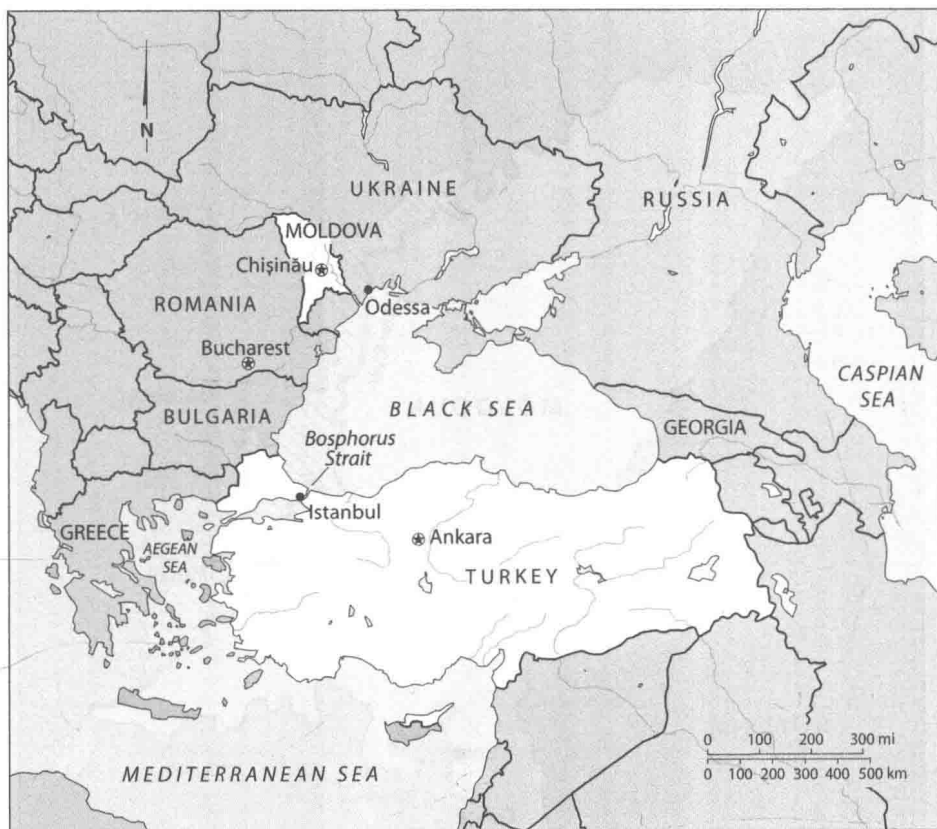 N
UKRAINE
RUSSIA
MOLDOVA
Chişinău
ROMANIA
Odessa
Bucharest
CASPIAN
SEA
BLACK SEA
BULGARIA
GEORGIA
Bosphorus
Strait
Istanbul
GREECE
AEGEAN
SEA
Ankara
TURKEY
0 100 200 300 mi
0 100 200 300 400 500 km
MEDITERRANEAN SEA